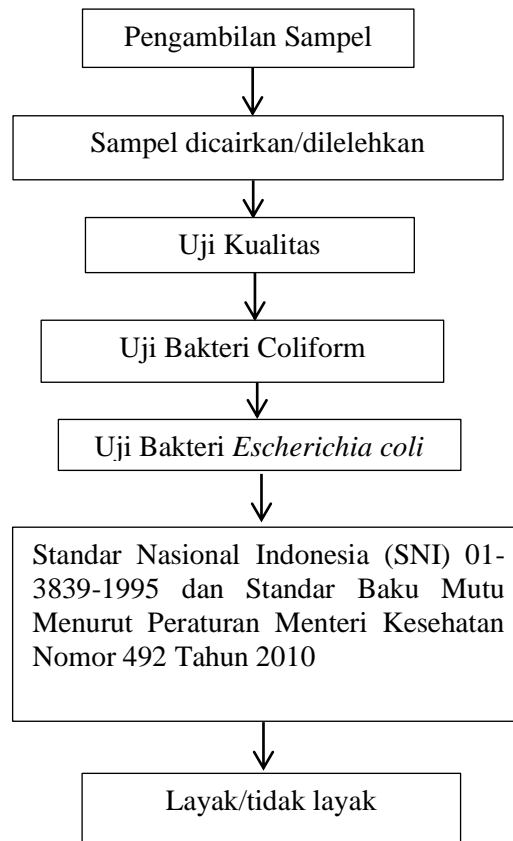 Pengambilan Sampel
Sampel dicairkan/dilelehkan
Uji Kualitas
Uji Bakteri Coliform
Uji Bakteri Escherichia coli
Standar Nasional Indonesia (SNI) 01-
3839-1995 dan Standar Baku Mutu
Menurut Peraturan Menteri Kesehatan
Nomor 492 Tahun 2010
Layak/tidak layak